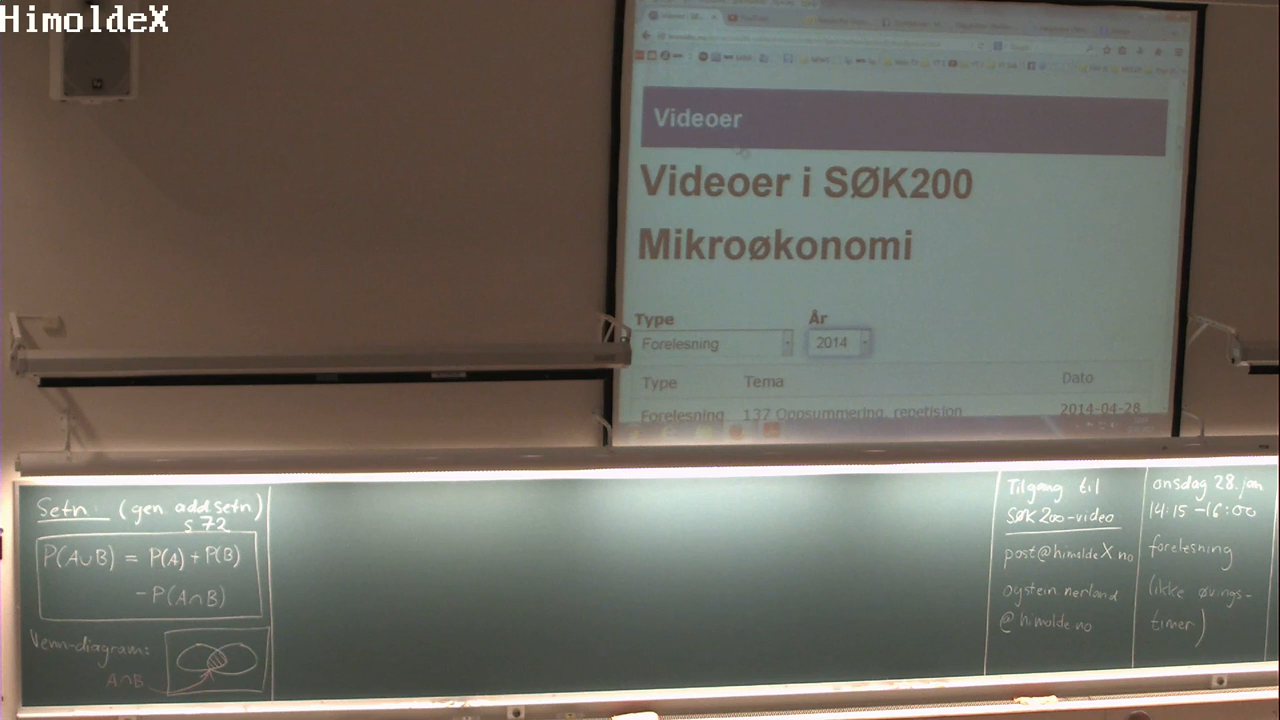 HimoldeX
Videoer
Videoer i SØK200
Mikroøkonomi
Type
År
Forelesning
2014
Type
Tema
Dato
Forelesning
137 Oppsummering, repetisjon
2014-04-28
Setn. (gen add setn)
s 72
P(A∪B) = P(A) + P(B)
- P(A∩B)
Venn-diagram:
A∩B
Tilgang til
SØK200-video
post@himoldeX no
oystein.nerland
@himolde.no
onsdag 28. jan
14:15 -16:00
forelesning
(ikke øvings-
timer)